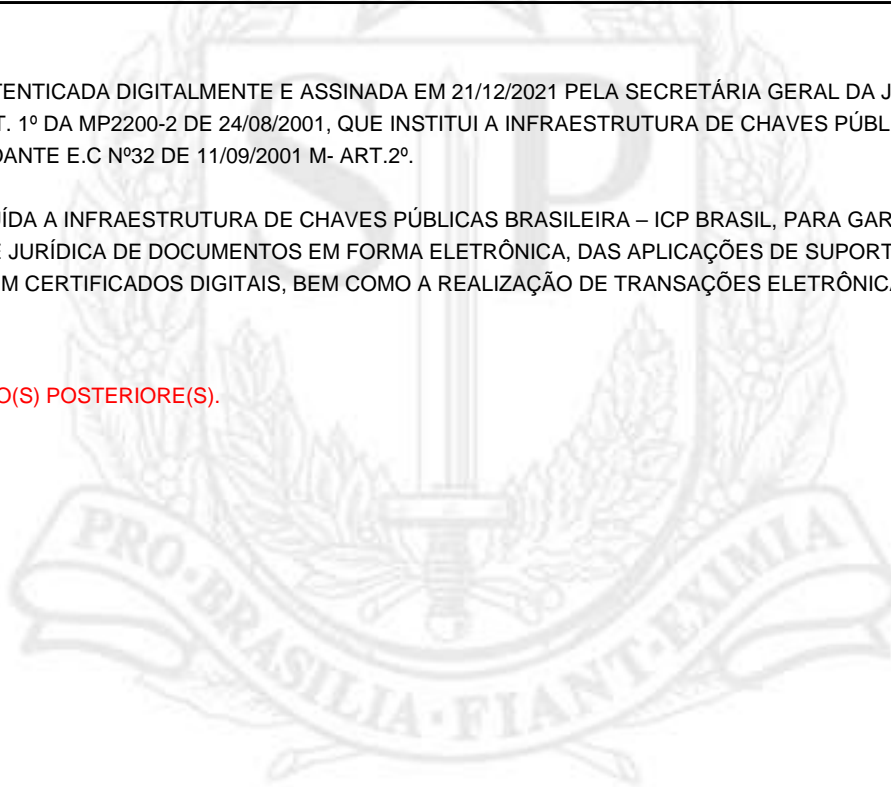 TENTICADA DIGITALMENTE E ASSINADA EM 21/12/2021 PELA SECRETÁRIA GERAL DA J
T. 1º DA MP2200-2 DE 24/08/2001, QUE INSTITUI A INFRAESTRUTURA DE CHAVES PÚBL
DANTE E.C Nº32 DE 11/09/2001 M- ART.2º.
UÍDA A INFRAESTRUTURA DE CHAVES PÚBLICAS BRASILEIRA – ICP BRASIL, PARA GAR
E JURÍDICA DE DOCUMENTOS EM FORMA ELETRÔNICA, DAS APLICAÇÕES DE SUPORT
M CERTIFICADOS DIGITAIS, BEM COMO A REALIZAÇÃO DE TRANSAÇÕES ELETRÔNICA
O(S) POSTERIORE(S).
SP
PRO·BRASILIA·FIANT·EXIMIA